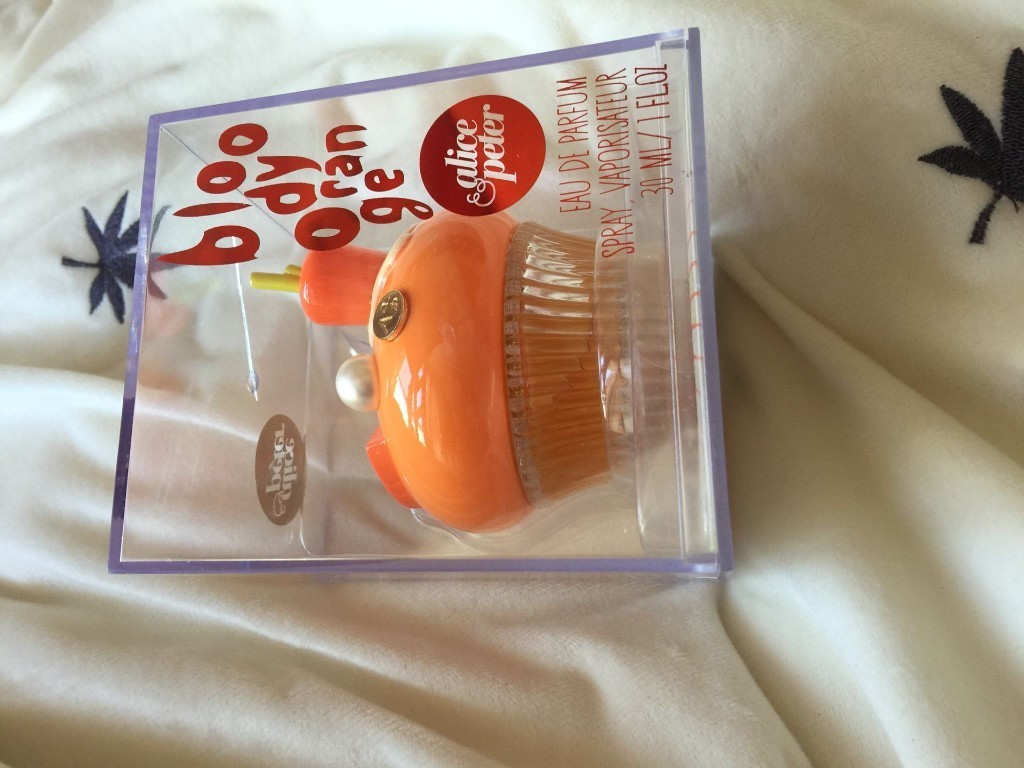 bloo
dy
oran
ge
alice
& peter
EAU DE PARFUM
SPRAY, VAPORISATEUR
30 ML / 1 FL OZ